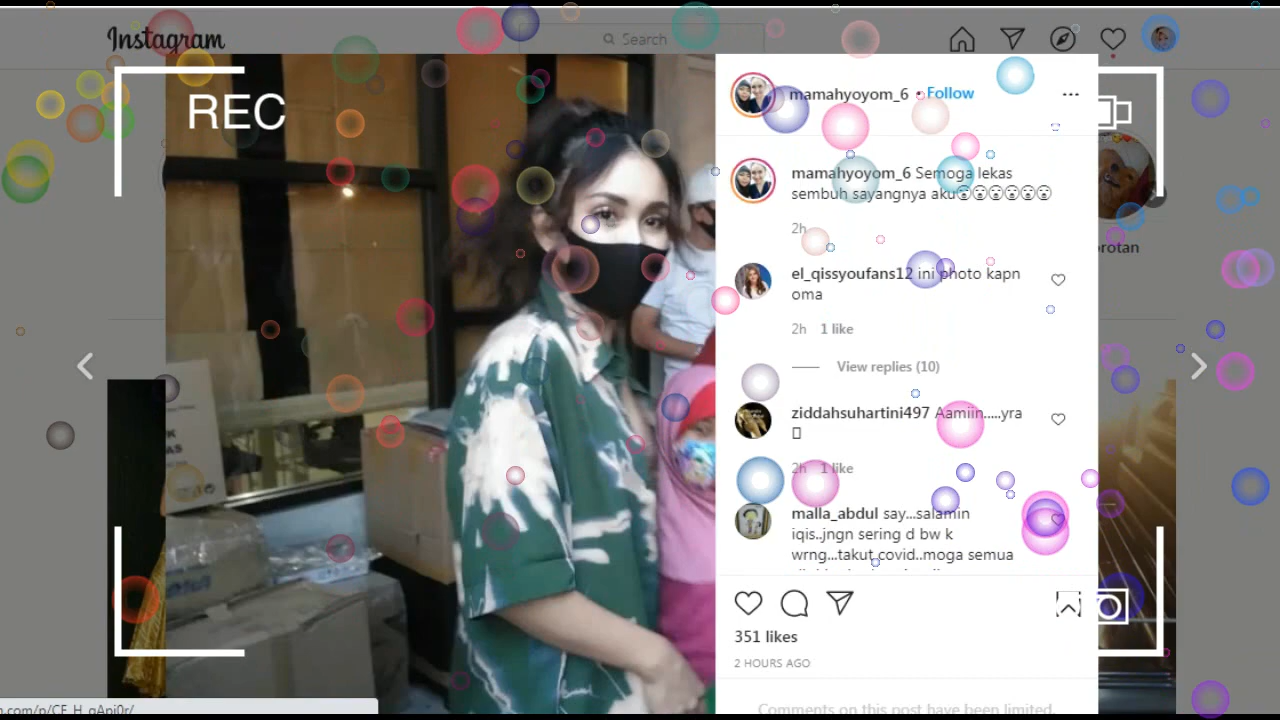 Instagram
Search
REC
mamahyoyom_6 • Follow
mamahyoyom_6 Semoga lekas
sembuh sayangnya aku
2h
el_qissyoufans12 ini photo kapn
oma
2h 1 like
View replies (10)
ziddahsuhartini497 Aamiin.....yra
2h 1 like
malla_abdul say...salamin
iqis..jngn sering d bw k
wrng...takut covid..moga semua
351 likes
2 HOURS AGO
Comments on this post have been limited.
orotan